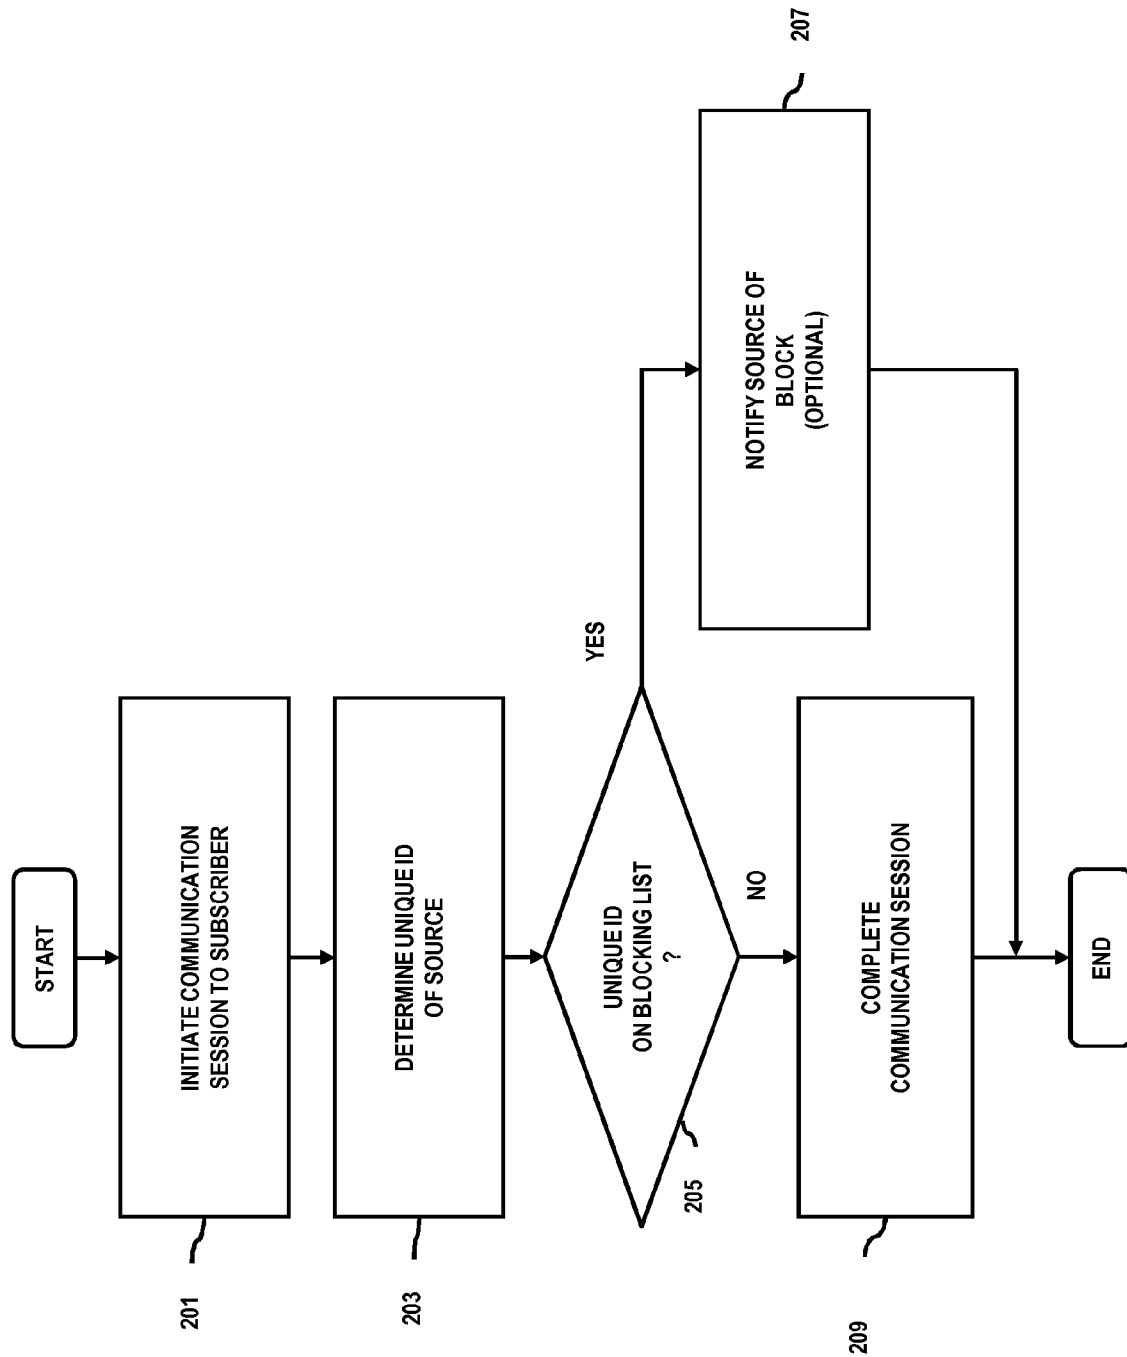 START
INITIATE COMMUNICATION
SESSION TO SUBSCRIBER
201
DETERMINE UNIQUE ID
OF SOURCE
203
UNIQUE ID
ON BLOCKING LIST
?
205
YES
NO
NOTIFY SOURCE OF
BLOCK
(OPTIONAL)
207
COMPLETE
COMMUNICATION SESSION
209
END